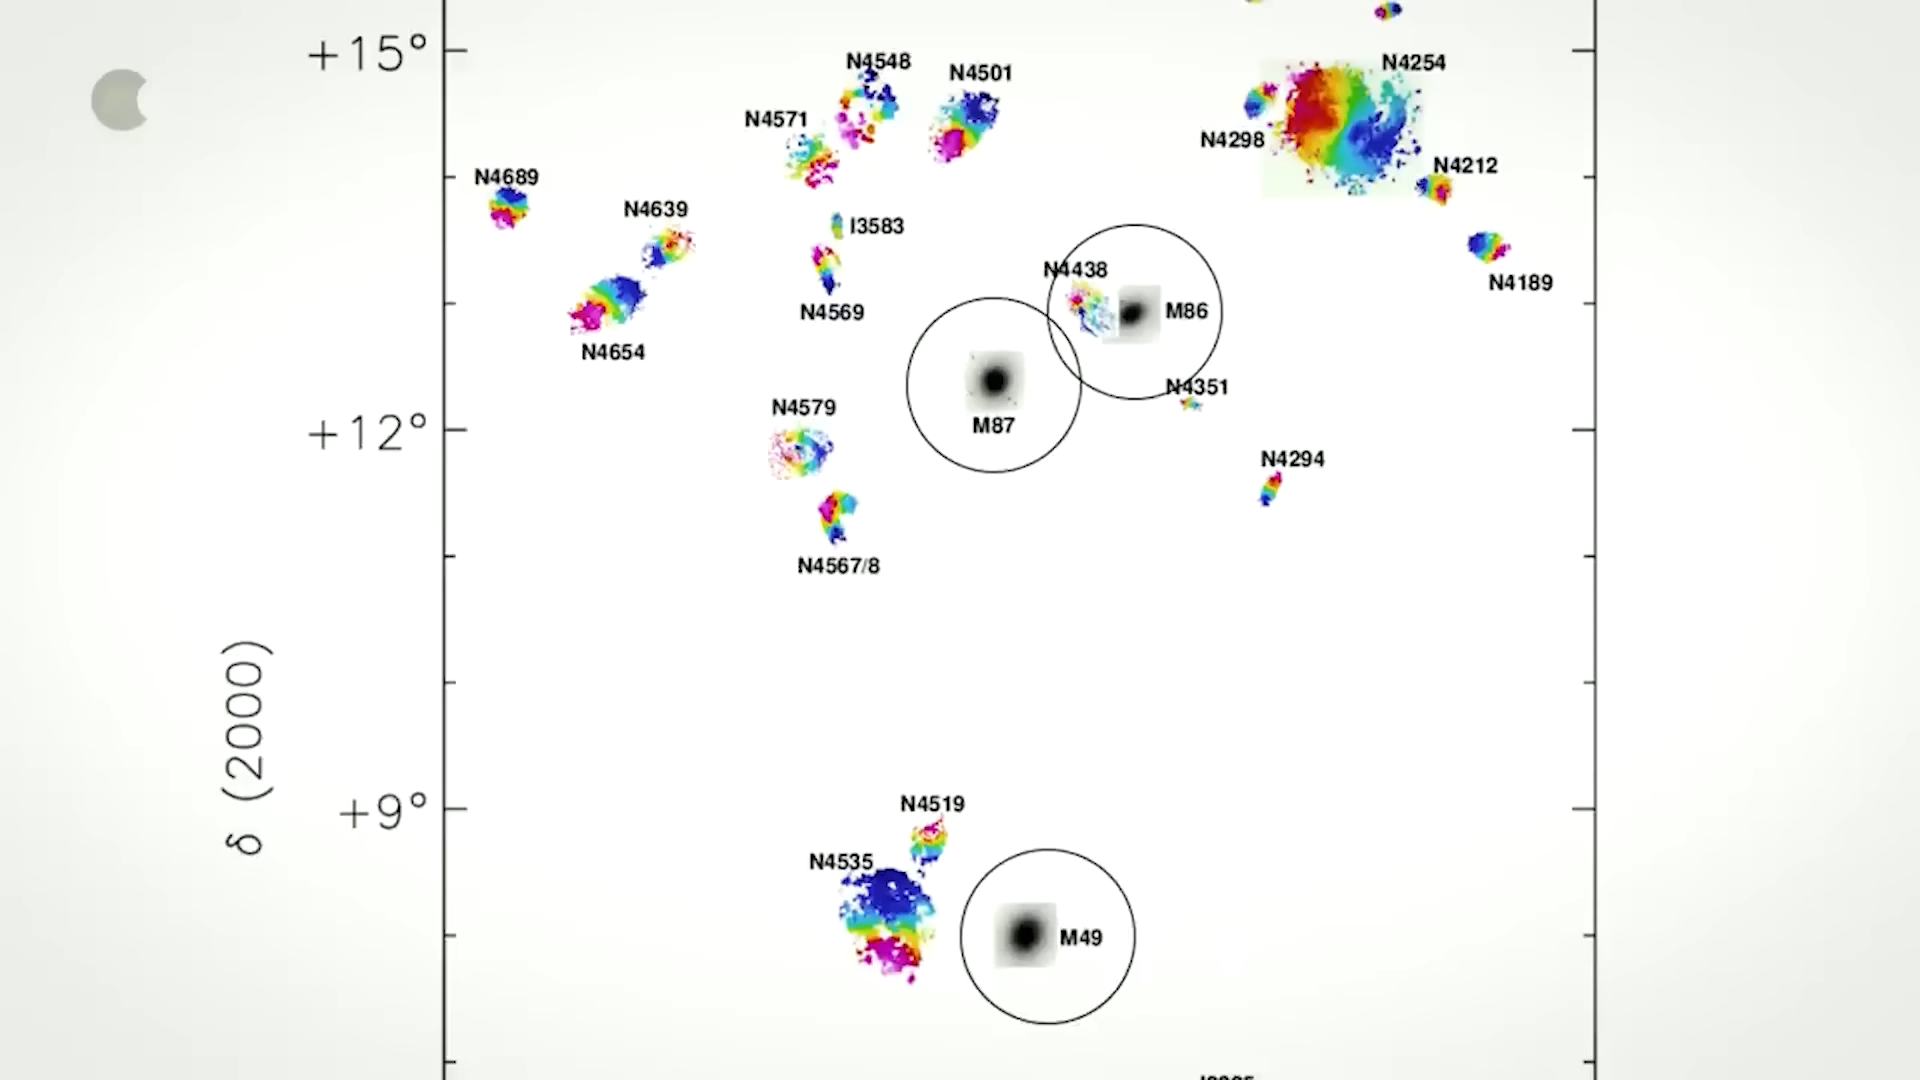 +15°
N4548
N4501
N4254
N4571
N4298
N4212
N4689
N4639
I3583
N4438
N4189
N4569
M86
N4654
N4351
N4579
M87
+12°
N4294
N4567/8
δ (2000)
N4519
+9°
N4535
M49